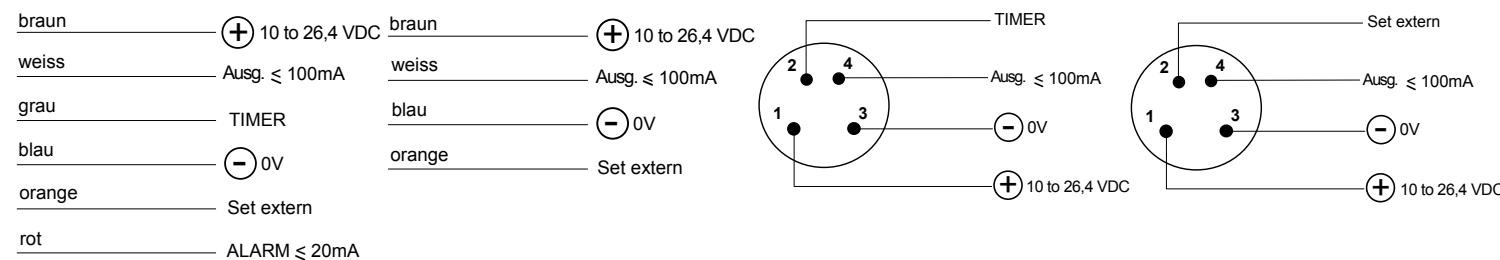 braun
+ 10 to 26,4 VDC
weiss
Ausg. ≤ 100mA
grau
TIMER
blau
- 0V
orange
Set extern
rot
ALARM ≤ 20mA
braun
+ 10 to 26,4 VDC
weiss
Ausg. ≤ 100mA
blau
- 0V
orange
Set extern
TIMER
2 4
Ausg. ≤ 100mA
1 3
- 0V
+ 10 to 26,4 VDC
Set extern
2 4
Ausg. ≤ 100mA
1 3
- 0V
+ 10 to 26,4 VDC